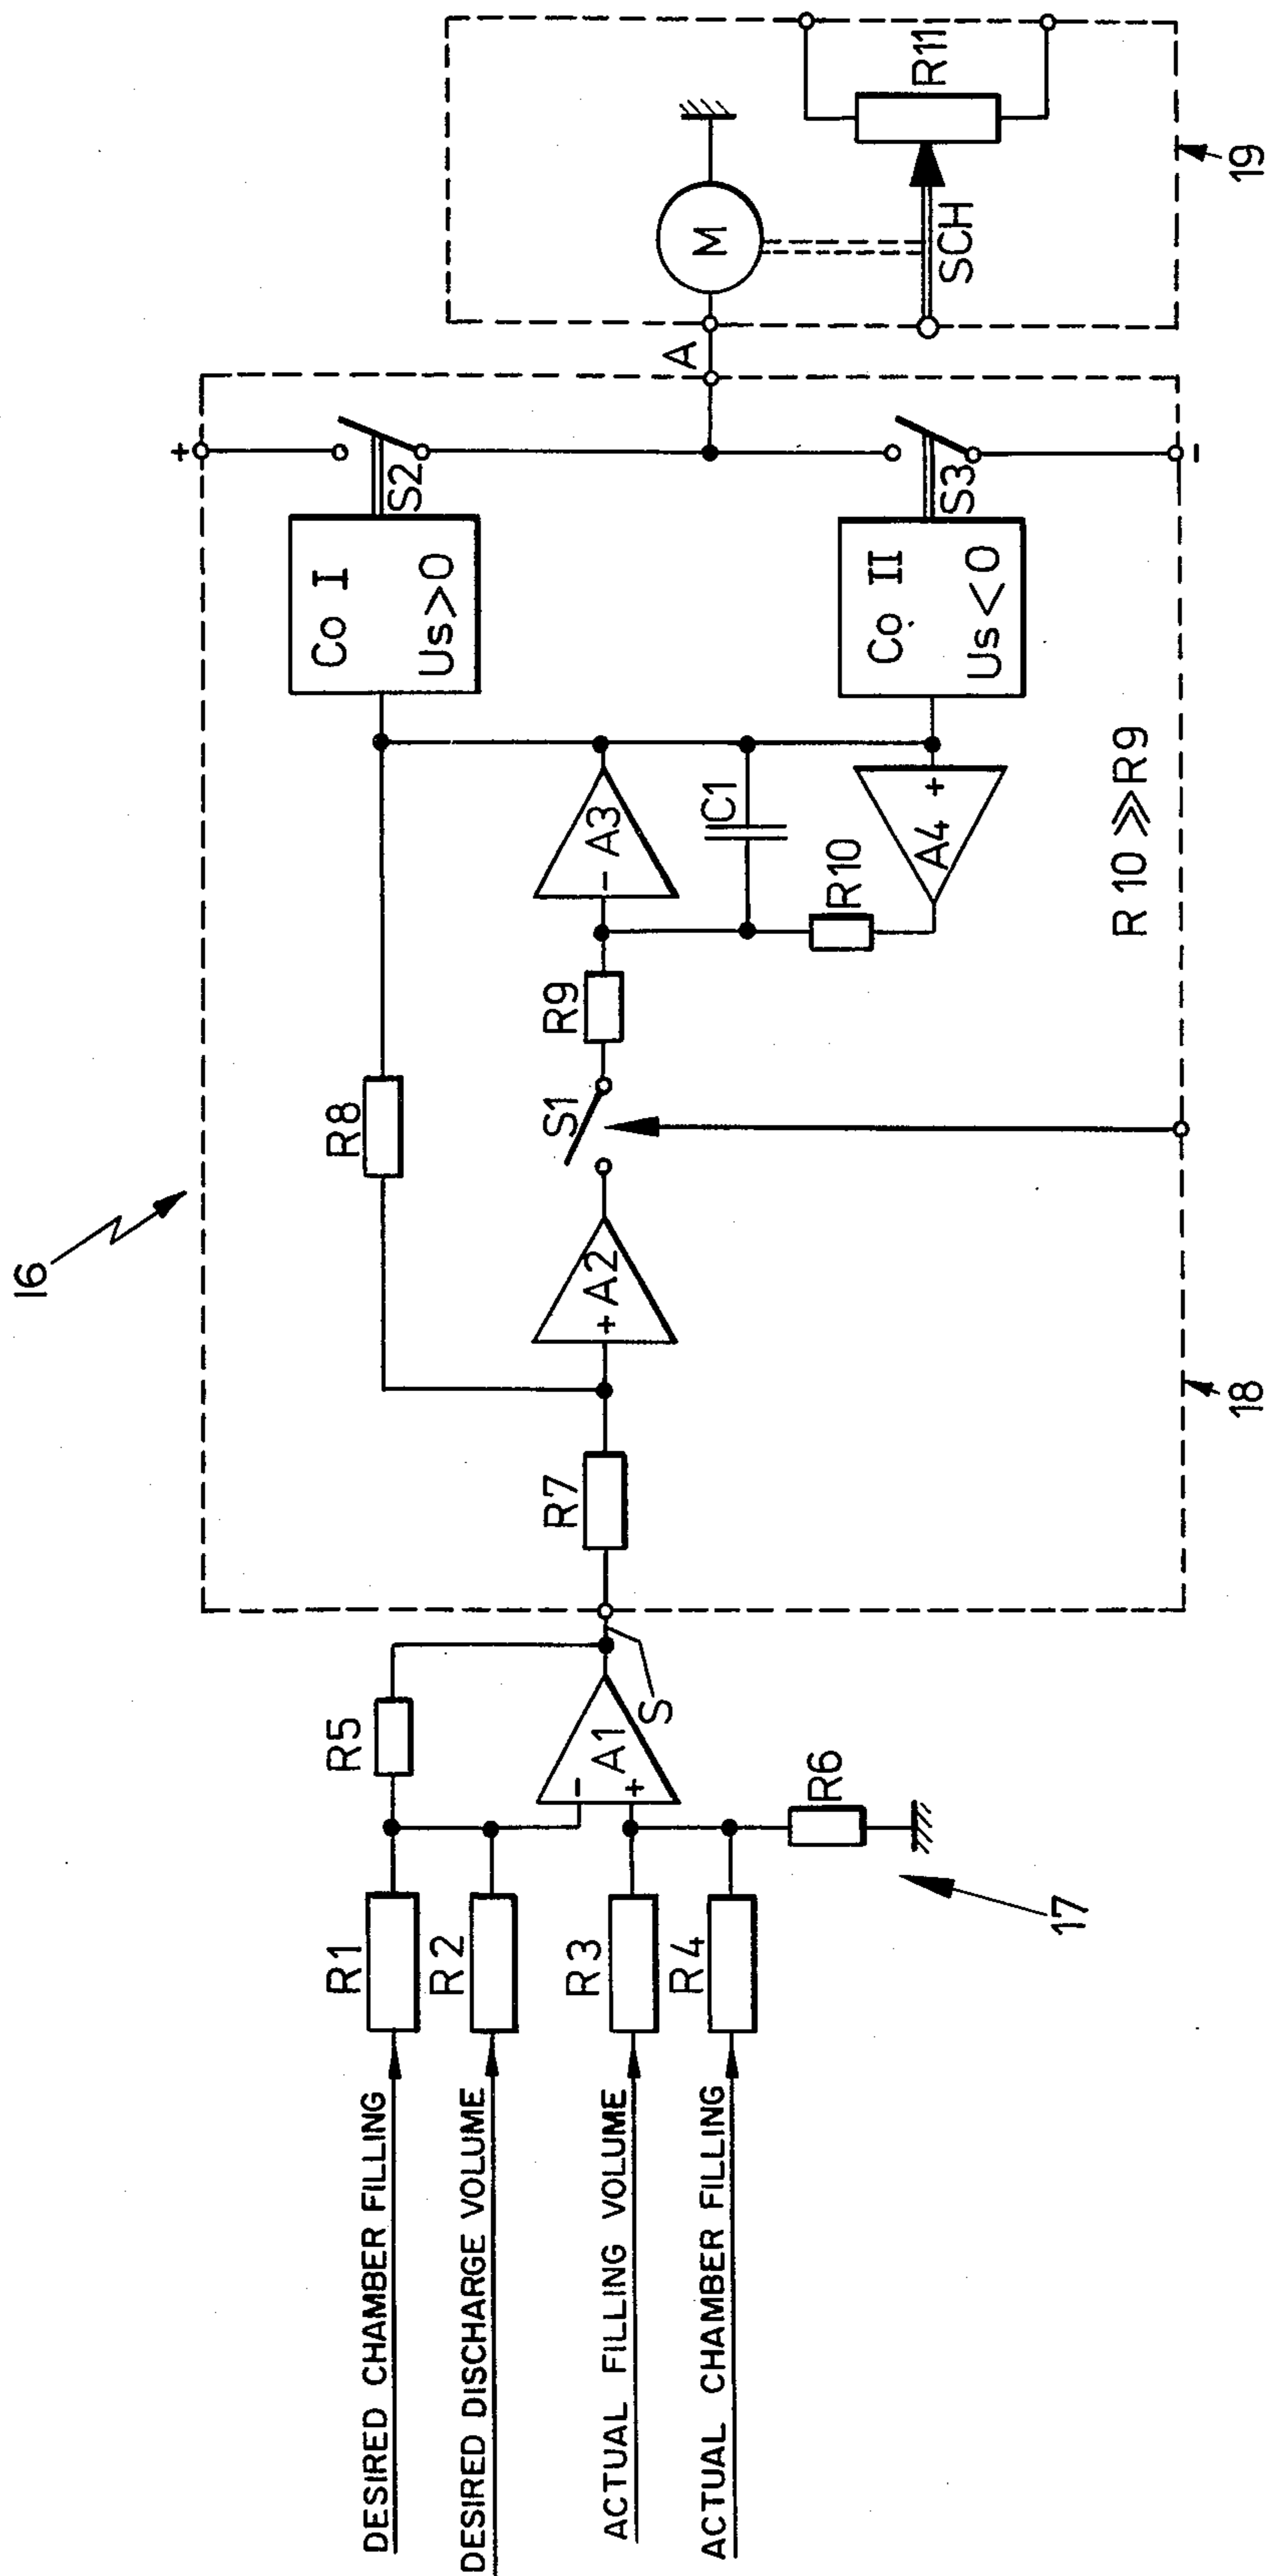 16
DESIRED CHAMBER FILLING
DESIRED DISCHARGE VOLUME
ACTUAL FILLING VOLUME
ACTUAL CHAMBER FILLING
R1
R2
R3
R4
R5
R6
- A1 +
S
17
R7
R8
+ A2
S1
R9
- A3
C1
R10
A4 +
R10 ≫ R9
Co I
Us>0
Co II
Us<0
S2
S3
+
-
A
18
M
SCH
R11
19